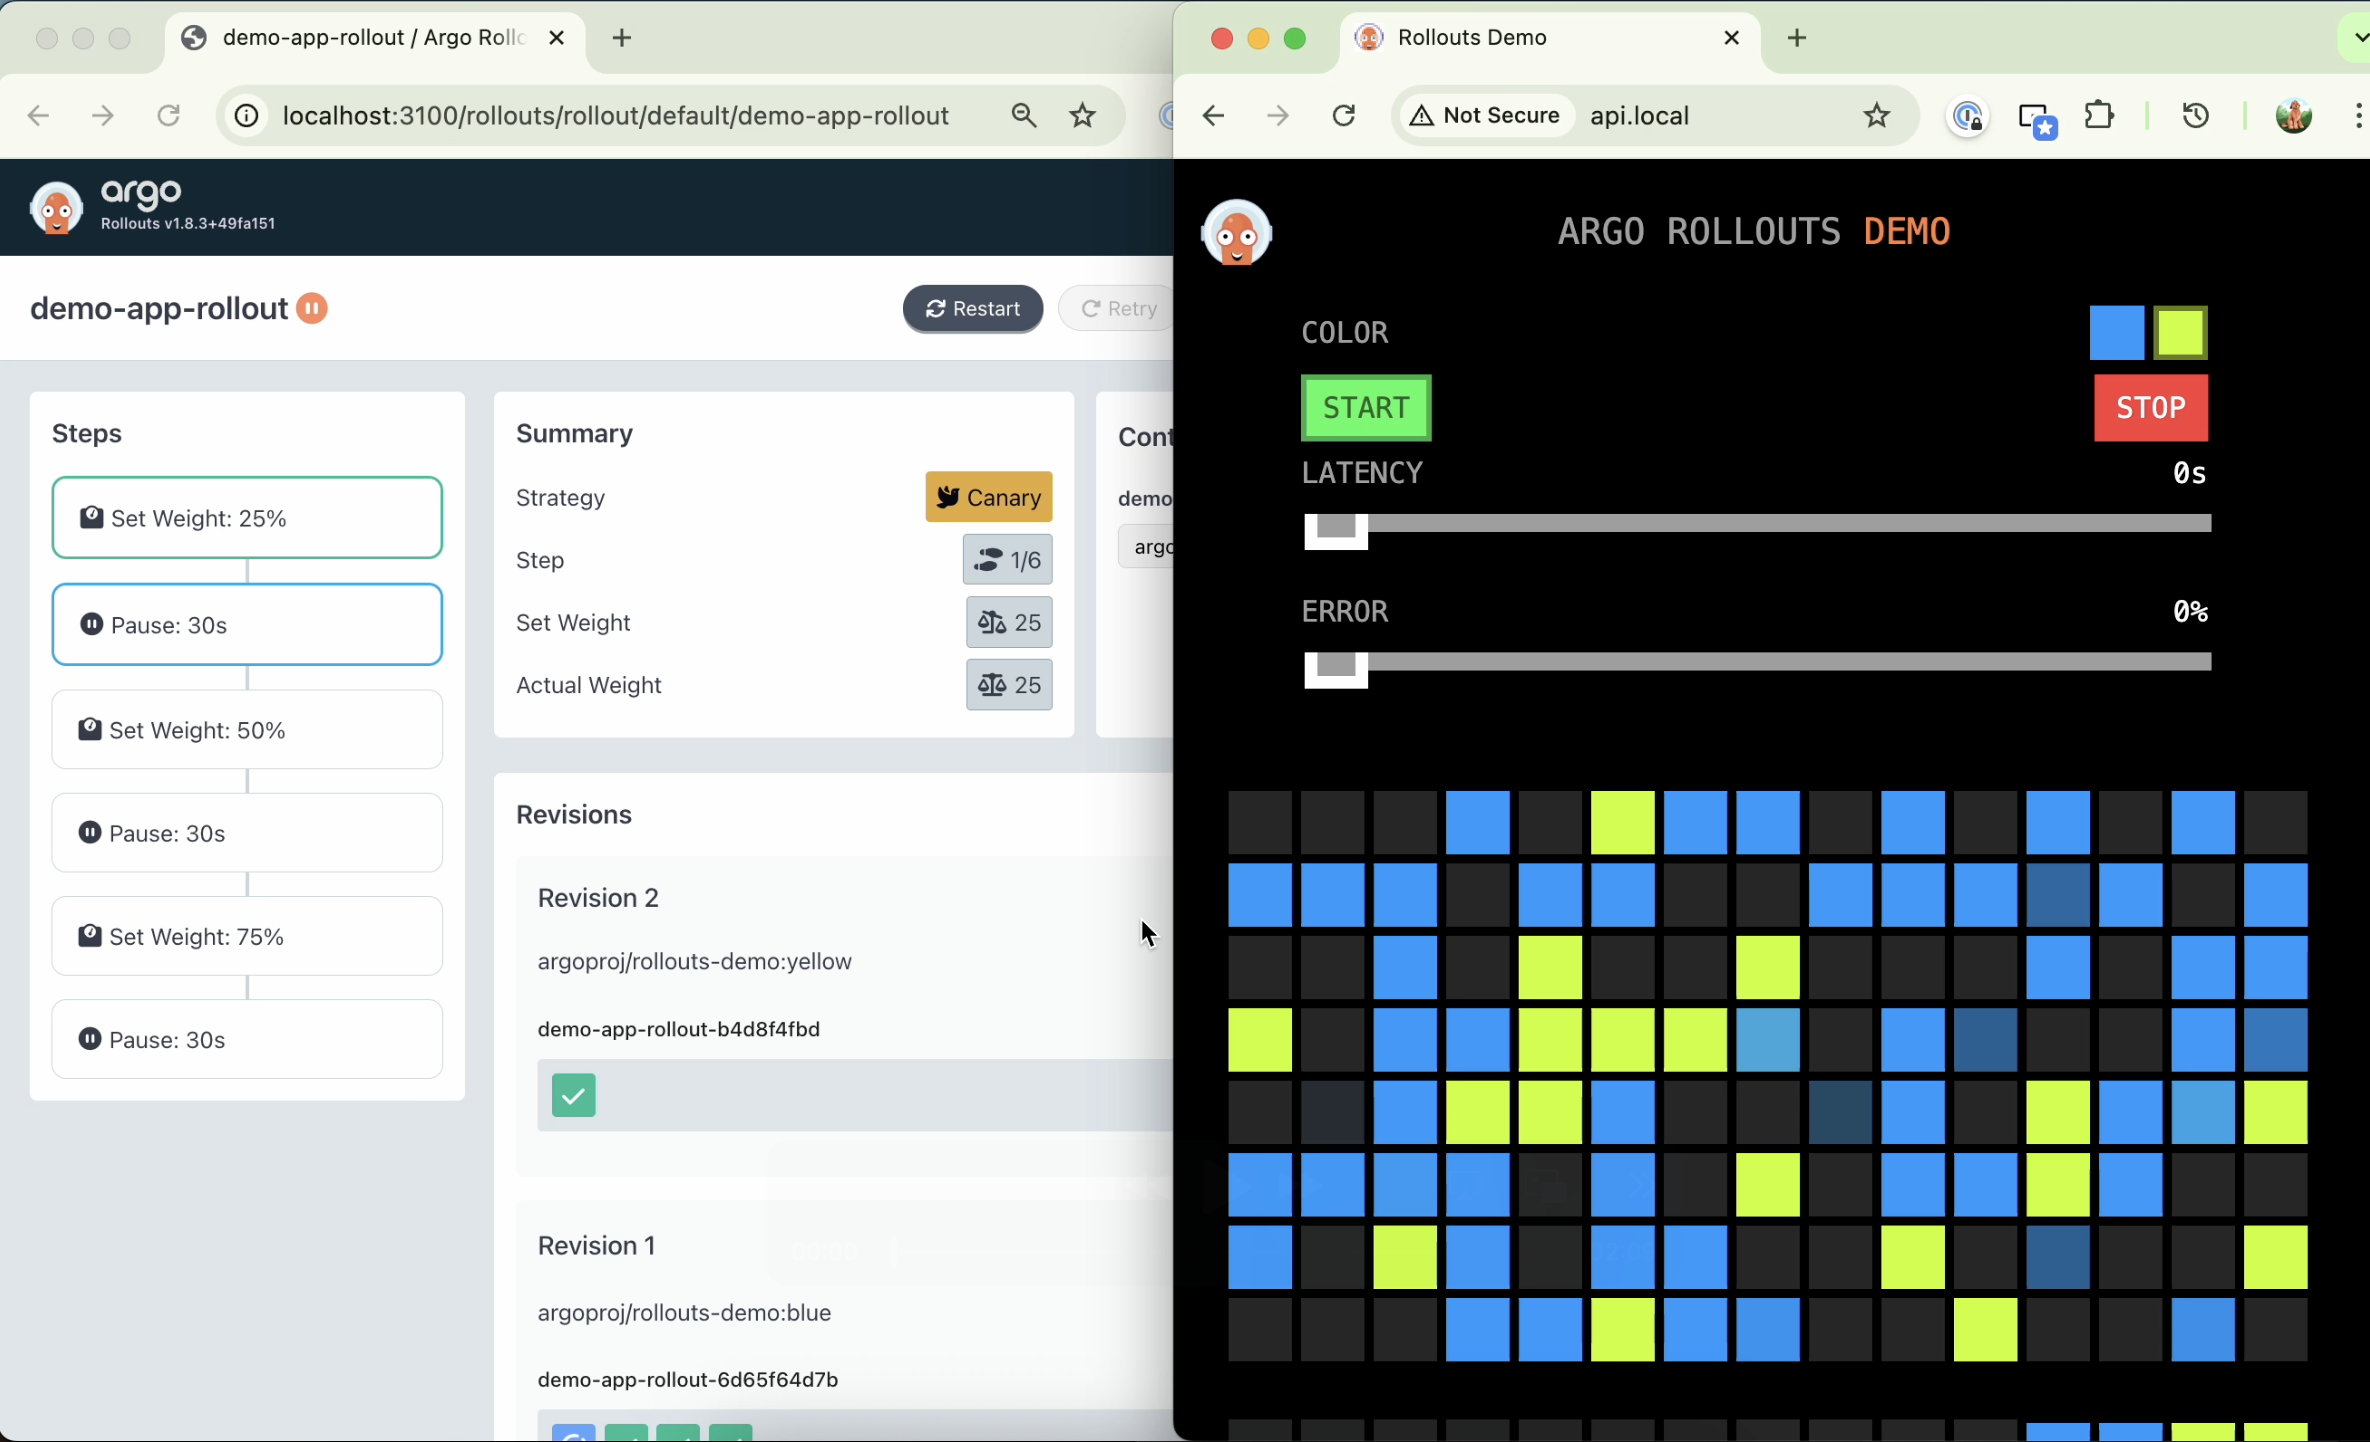 demo-app-rollout / Argo Rollo
localhost:3100/rollouts/rollout/default/demo-app-rollout
argo
Rollouts v1.8.3+49fa151
demo-app-rollout
Restart
Retry
Steps
Set Weight: 25%
Pause: 30s
Set Weight: 50%
Pause: 30s
Set Weight: 75%
Pause: 30s
Summary
Strategy
Canary
Step
1/6
Set Weight
25
Actual Weight
25
Cont
demo
argo
Revisions
Revision 2
argoproj/rollouts-demo:yellow
demo-app-rollout-b4d8f4fbd
Revision 1
argoproj/rollouts-demo:blue
demo-app-rollout-6d65f64d7b
Rollouts Demo
Not Secure
api.local
ARGO ROLLOUTS DEMO
COLOR
START
STOP
LATENCY
0s
ERROR
0%